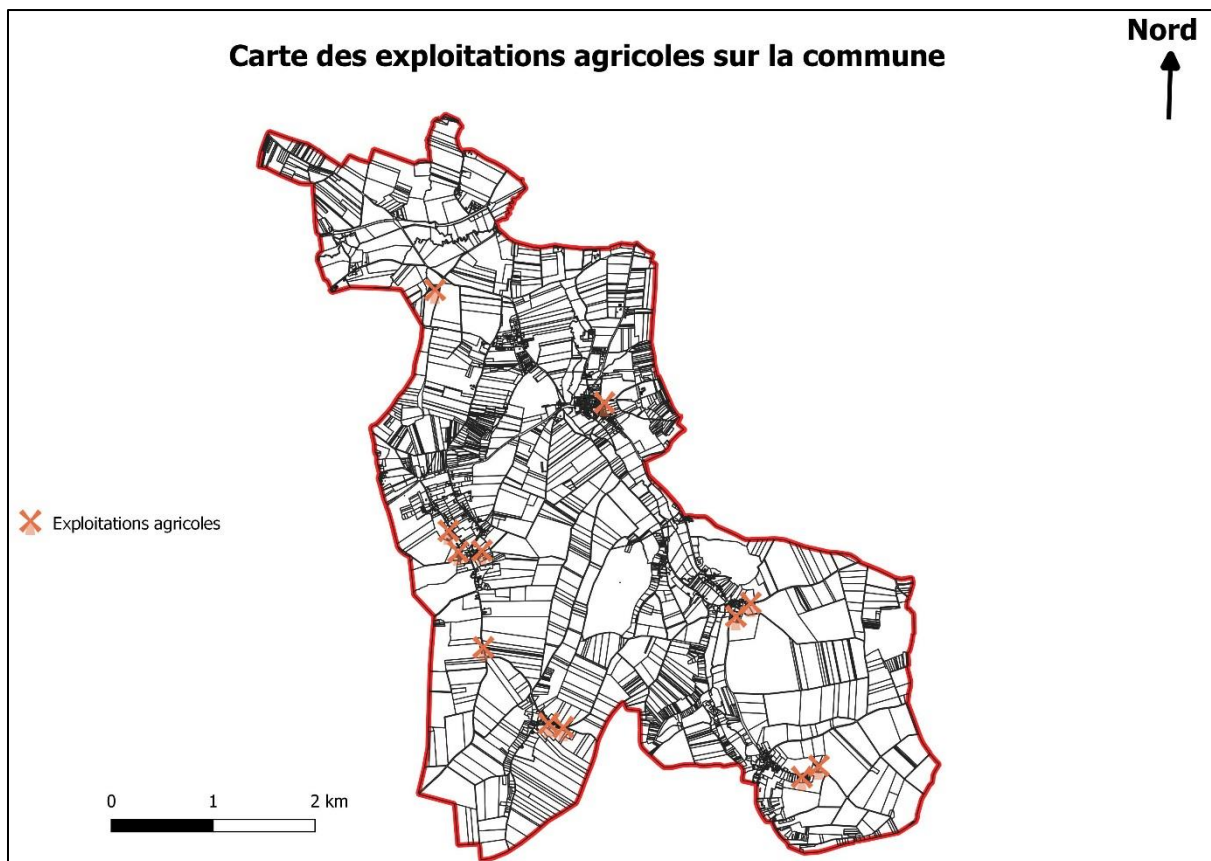 Carte des exploitations agricoles sur la commune
Nord
Exploitations agricoles
0 1 2 km